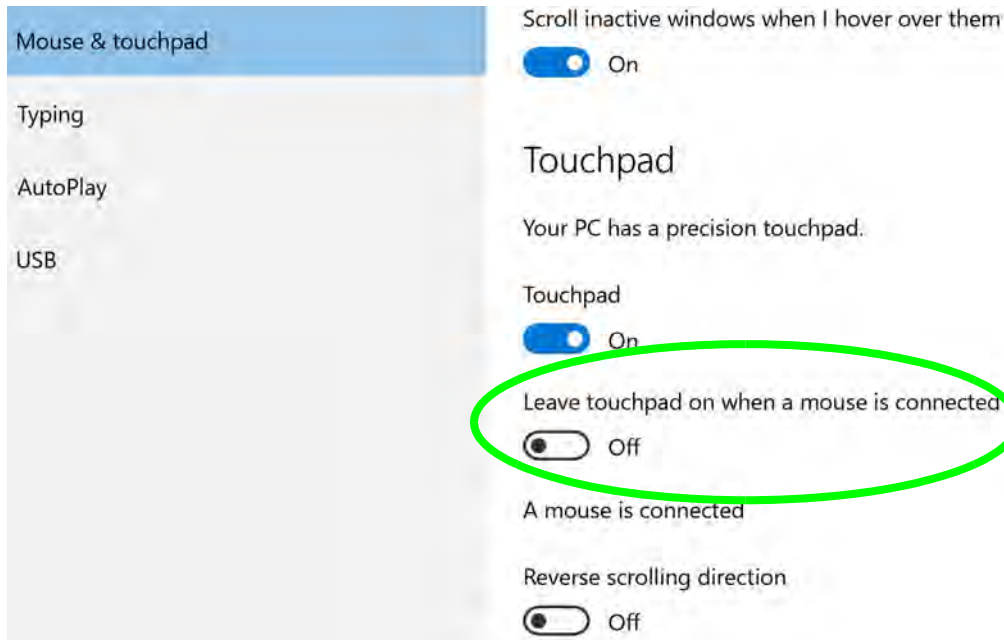 Mouse & touchpad
Typing
AutoPlay
USB
Scroll inactive windows when I hover over them
On
Touchpad
Your PC has a precision touchpad.
Touchpad
On
Leave touchpad on when a mouse is connected
Off
A mouse is connected
Reverse scrolling direction
Off